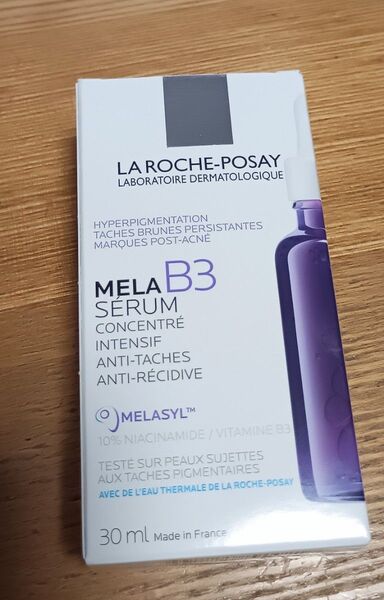 LA ROCHE-POSAY
LABORATOIRE DERMATOLOGIQUE
HYPERPIGMENTATION
TACHES BRUNES PERSISTANTES
MARQUES POST-ACNÉ
MELA B3
SÉRUM
CONCENTRÉ
INTENSIF
ANTI-TACHES
ANTI-RÉCIDIVE
MELASYL™
10% NIACINAMIDE / VITAMINE B3
TESTÉ SUR PEAUX SUJETTES
AUX TACHES PIGMENTAIRES
AVEC DE L'EAU THERMALE DE LA ROCHE-POSAY
30 ml Made in France